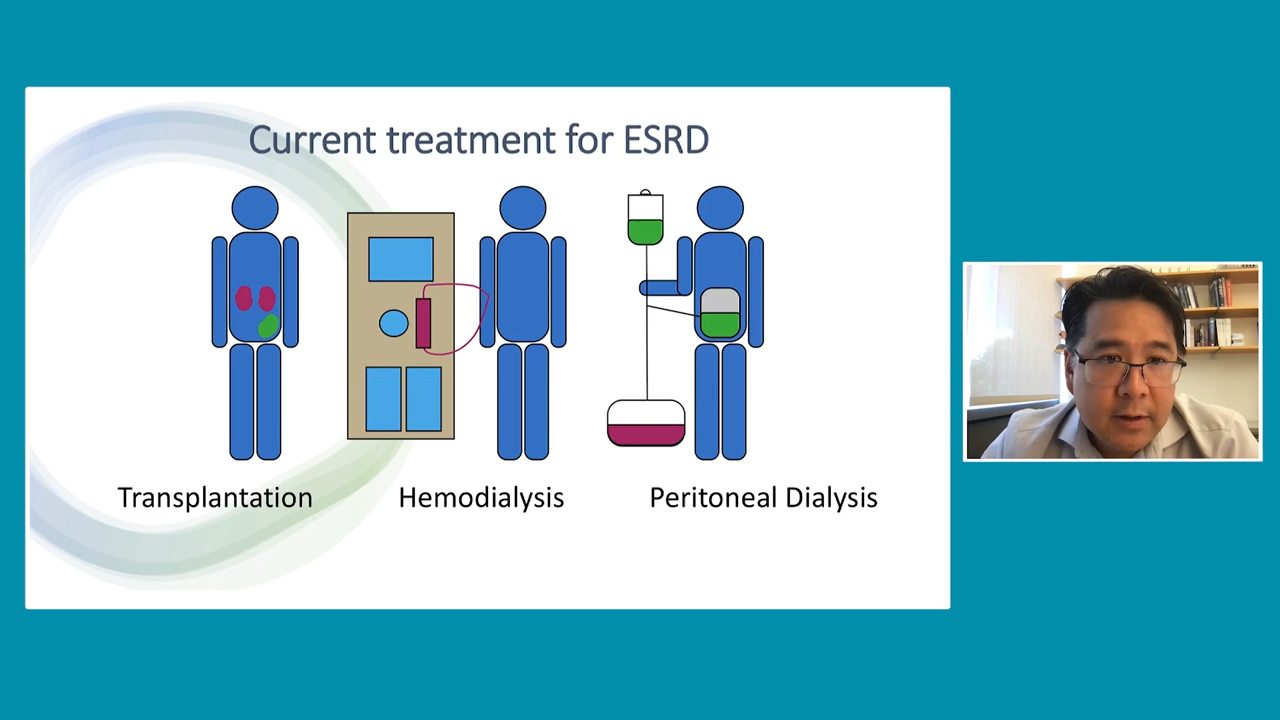 Current treatment for ESRD
Transplantation
Hemodialysis
Peritoneal Dialysis